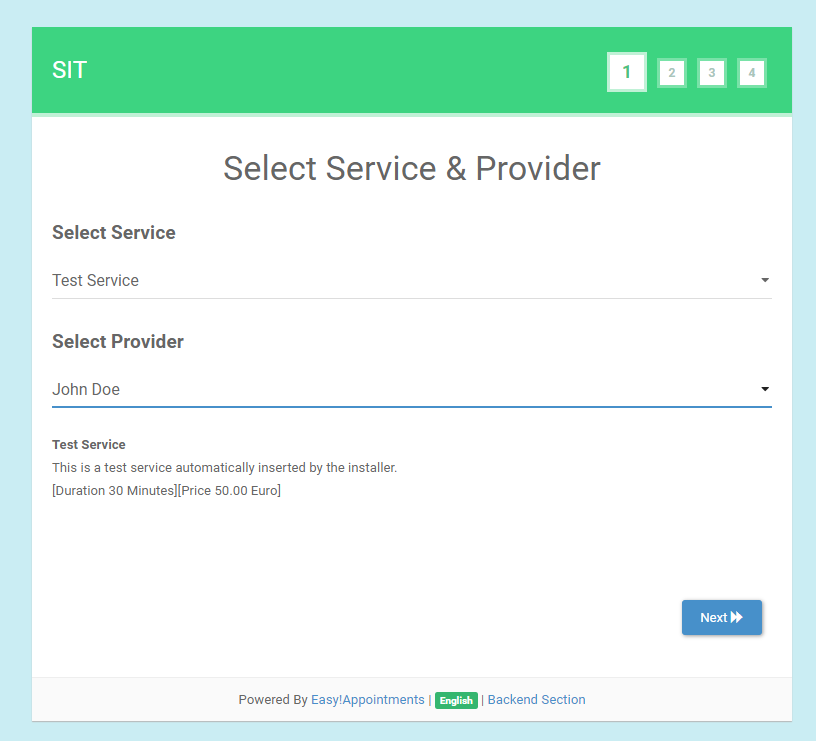 SIT
1 2 3 4
Select Service & Provider
Select Service
Test Service
Select Provider
John Doe
Test Service
This is a test service automatically inserted by the installer.
[Duration 30 Minutes][Price 50.00 Euro]
Next
Powered By Easy!Appointments | English | Backend Section